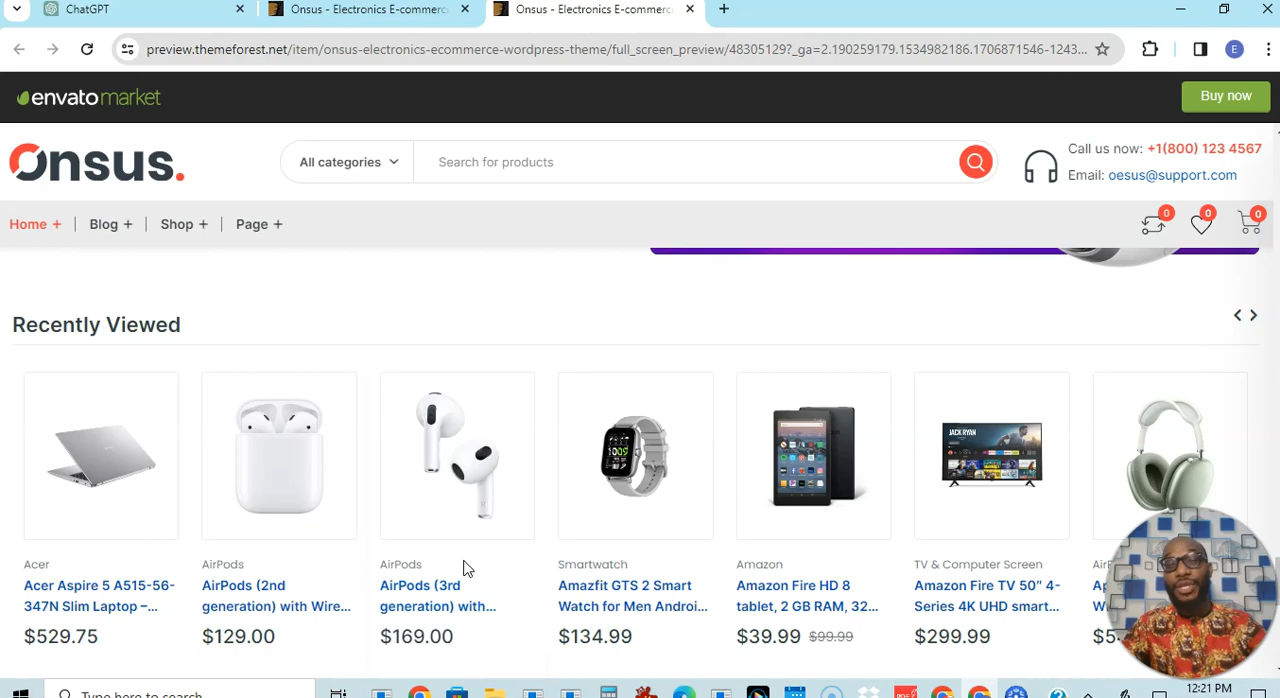 ChatGPT
Onsus - Electronics E-commerc
Onsus - Electronics E-commerc
preview.themeforest.net/item/onsus-electronics-ecommerce-wordpress-theme/full_screen_preview/48305129?_ga=2.190259179.1534982186.1706871546-1243...
E
envatomarket
Buy now
Onsus.
All categories
Search for products
Call us now: +1(800) 123 4567
Email: oesus@support.com
Home +
Blog +
Shop +
Page +
0
0
0
Recently Viewed
JACK RYAN
Acer
AirPods
AirPods
Smartwatch
Amazon
TV & Computer Screen
Acer Aspire 5 A515-56-
347N Slim Laptop –...
AirPods (2nd
generation) with Wire...
AirPods (3rd
generation) with...
Amazfit GTS 2 Smart
Watch for Men Androi...
Amazon Fire HD 8
tablet, 2 GB RAM, 32...
Amazon Fire TV 50″ 4-
Series 4K UHD smart...
$529.75
$129.00
$169.00
$134.99
$39.99 $99.99
$299.99
Type here to search
12:21 PM